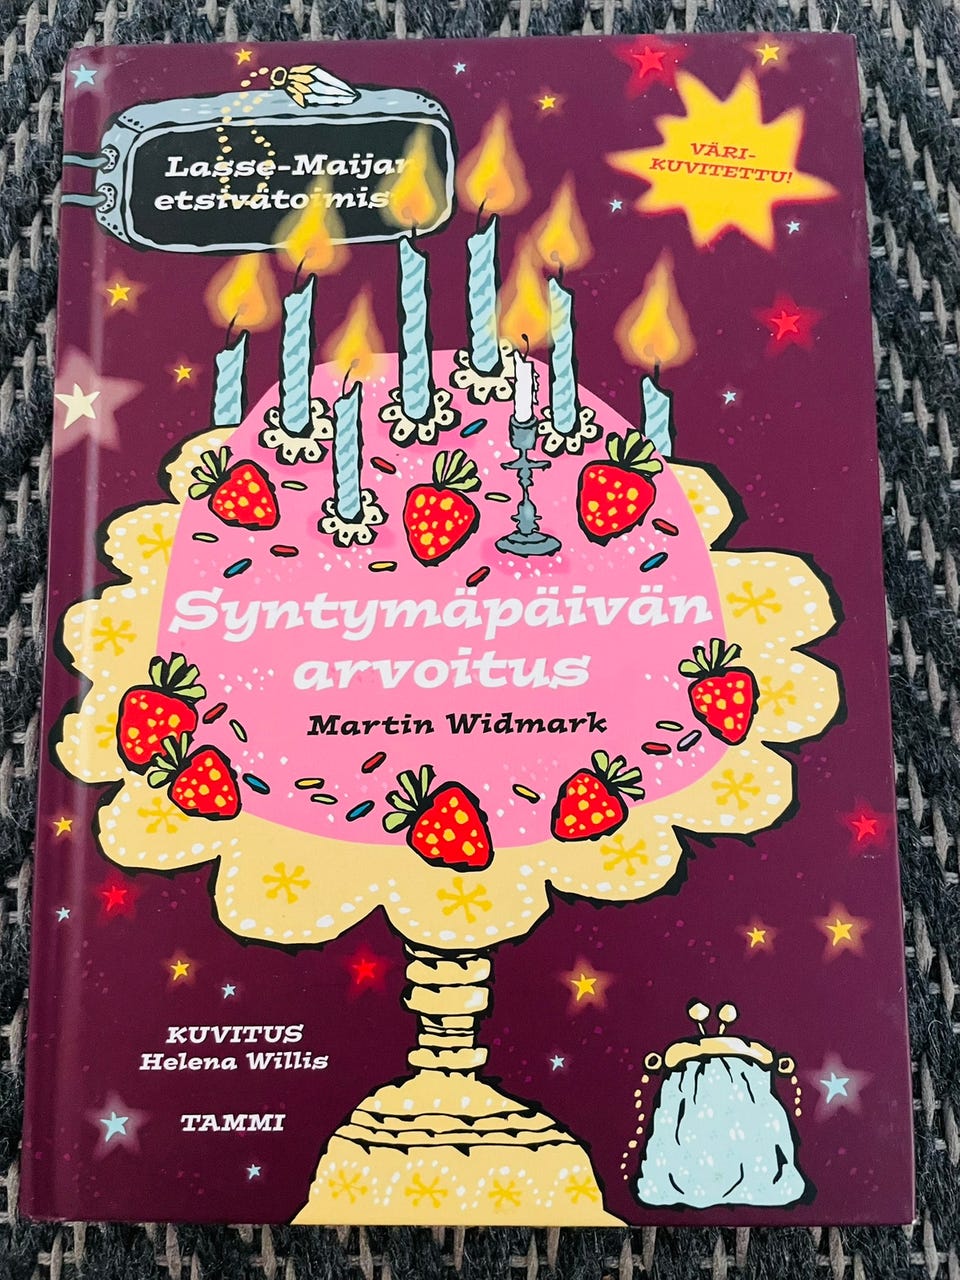 Lasse-Maijan
etsivätoimisto
VÄRI-
KUVITETTU!
Syntymäpäivän
arvoitus
Martin Widmark
KUVITUS
Helena Willis
TAMMI